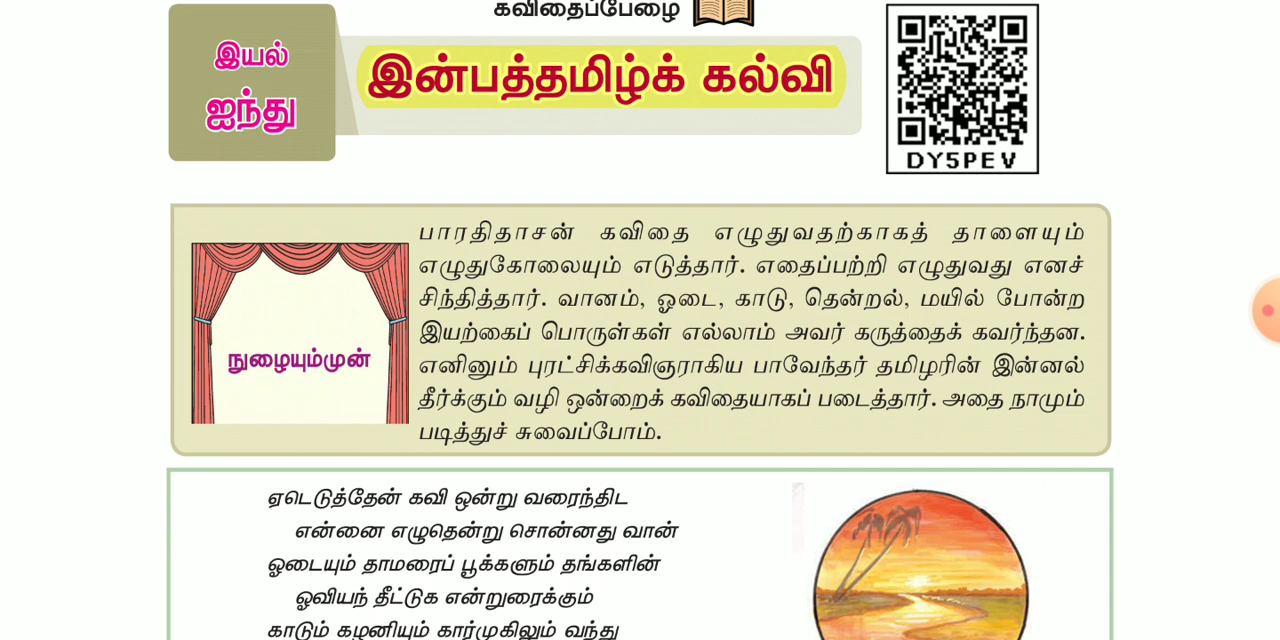 கவிதைப்பேழை
இயல்
ஐந்து
இன்பத்தமிழ்க் கல்வி
DY5PEV
பாரதிதாசன் கவிதை எழுதுவதற்காகத் தாளையும்
எழுதுகோலையும் எடுத்தார். எதைப்பற்றி எழுதுவது எனச்
சிந்தித்தார். வானம், ஓடை, காடு, தென்றல், மயில் போன்ற
இயற்கைப் பொருள்கள் எல்லாம் அவர் கருத்தைக் கவர்ந்தன.
எனினும் புரட்சிக்கவிஞராகிய பாவேந்தர் தமிழரின் இன்னல்
தீர்க்கும் வழி ஒன்றைக் கவிதையாகப் படைத்தார். அதை நாமும்
படித்துச் சுவைப்போம்.
நுழையும்முன்
ஏடெடுத்தேன் கவி ஒன்று வரைந்திட
என்னை எழுதென்று சொன்னது வான்
ஓடையும் தாமரைப் பூக்களும் தங்களின்
ஓவியந் தீட்டுக என்றுரைக்கும்
காடும் கழனியும் கார்முகிலும் வந்து